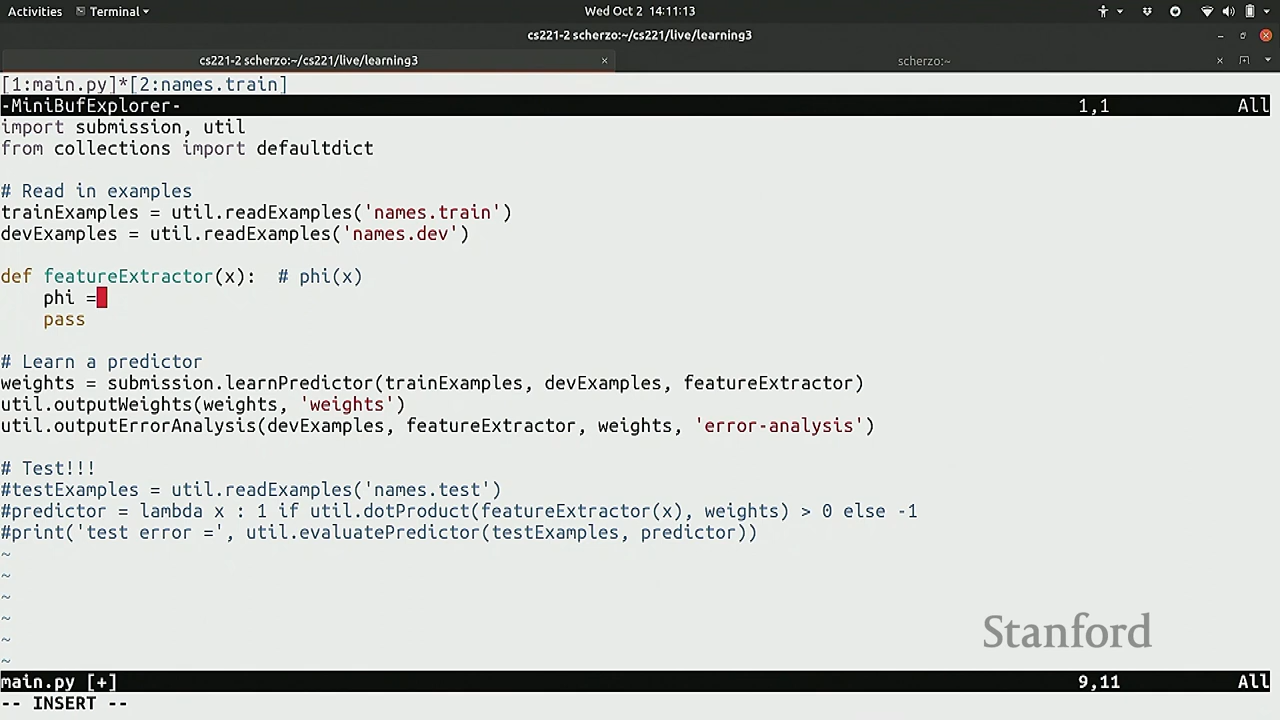 Activities Terminal Wed Oct 2 14:11:13
cs221-2 scherzo:~/cs221/live/learning3
cs221-2 scherzo:~/cs221/live/learning3 × scherzo:~ ×
[1:main.py]*[2:names.train]
-MiniBufExplorer- 1,1 All
import submission, util
from collections import defaultdict
# Read in examples
trainExamples = util.readExamples('names.train')
devExamples = util.readExamples('names.dev')
def featureExtractor(x):  # phi(x)
    phi =
    pass
# Learn a predictor
weights = submission.learnPredictor(trainExamples, devExamples, featureExtractor)
util.outputWeights(weights, 'weights')
util.outputErrorAnalysis(devExamples, featureExtractor, weights, 'error-analysis')
# Test!!!
#testExamples = util.readExamples('names.test')
#predictor = lambda x : 1 if util.dotProduct(featureExtractor(x), weights) > 0 else -1
#print('test error =', util.evaluatePredictor(testExamples, predictor))
~
~
~
~
~
~
Stanford
main.py [+] 9,11 All
-- INSERT --